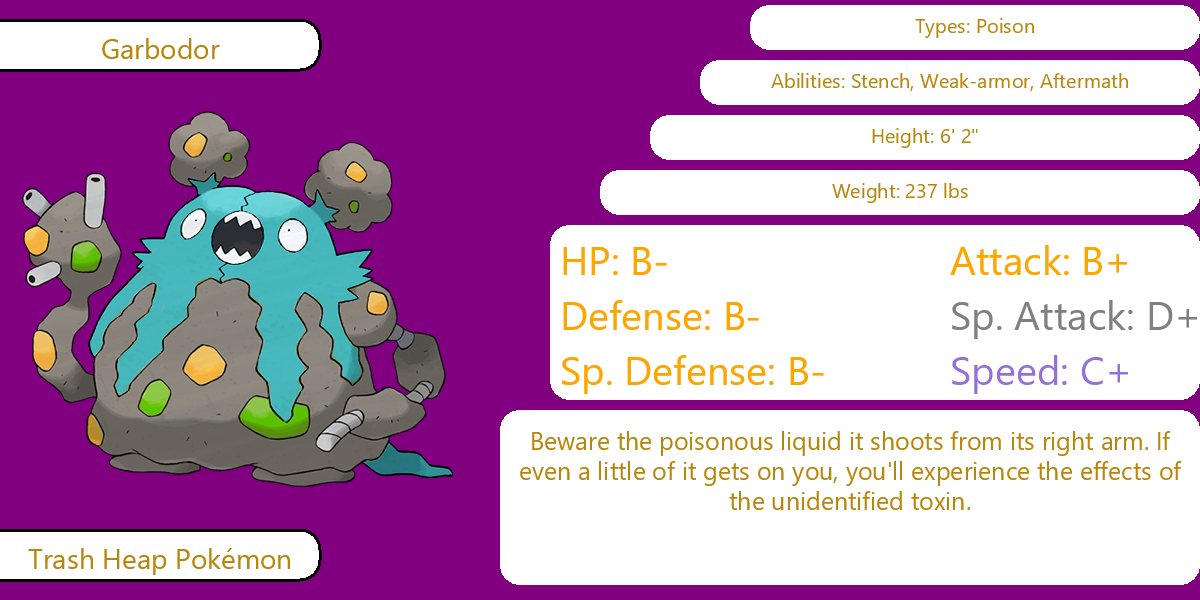 Garbodor
Types: Poison
Abilities: Stench, Weak-armor, Aftermath
Height: 6' 2"
Weight: 237 lbs
HP: B-
Attack: B+
Defense: B-
Sp. Attack: D+
Sp. Defense: B-
Speed: C+
Beware the poisonous liquid it shoots from its right arm. If
even a little of it gets on you, you'll experience the effects of
the unidentified toxin.
Trash Heap Pokémon